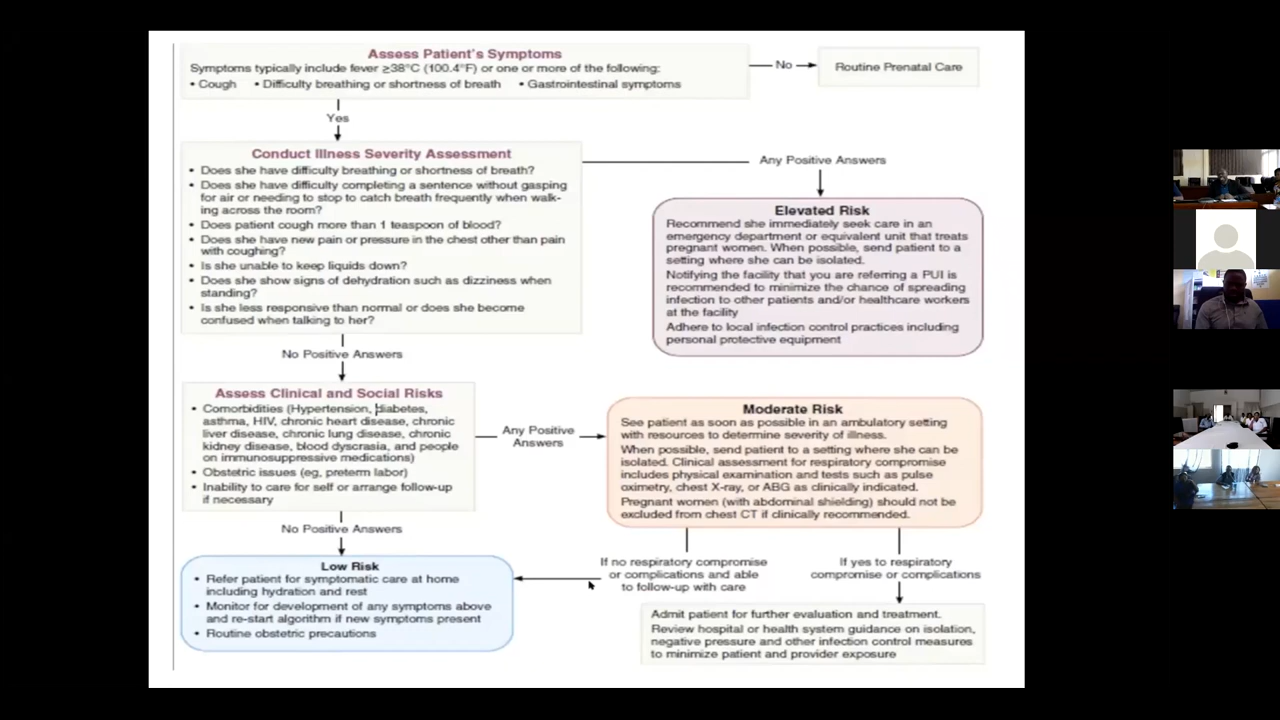 Assess Patient's Symptoms
Symptoms typically include fever ≥38°C (100.4°F) or one or more of the following:
• Cough • Difficulty breathing or shortness of breath • Gastrointestinal symptoms
No
Routine Prenatal Care
Yes
Conduct Illness Severity Assessment
• Does she have difficulty breathing or shortness of breath?
• Does she have difficulty completing a sentence without gasping
for air or needing to stop to catch breath frequently when walk-
ing across the room?
• Does patient cough more than 1 teaspoon of blood?
• Does she have new pain or pressure in the chest other than pain
with coughing?
• Is she unable to keep liquids down?
• Does she show signs of dehydration such as dizziness when
standing?
• Is she less responsive than normal or does she become
confused when talking to her?
Any Positive Answers
Elevated Risk
Recommend she immediately seek care in an
emergency department or equivalent unit that treats
pregnant women. When possible, send patient to a
setting where she can be isolated.
Notifying the facility that you are referring a PUI is
recommended to minimize the chance of spreading
infection to other patients and/or healthcare workers
at the facility
Adhere to local infection control practices including
personal protective equipment
No Positive Answers
Assess Clinical and Social Risks
• Comorbidities (Hypertension, diabetes,
asthma, HIV, chronic heart disease, chronic
liver disease, chronic lung disease, chronic
kidney disease, blood dyscrasia, and people
on immunosuppressive medications)
• Obstetric issues (eg, preterm labor)
• Inability to care for self or arrange follow-up
if necessary
Any Positive
Answers
Moderate Risk
See patient as soon as possible in an ambulatory setting
with resources to determine severity of illness.
When possible, send patient to a setting where she can be
isolated. Clinical assessment for respiratory compromise
includes physical examination and tests such as pulse
oximetry, chest X-ray, or ABG as clinically indicated.
Pregnant women (with abdominal shielding) should not be
excluded from chest CT if clinically recommended.
No Positive Answers
Low Risk
• Refer patient for symptomatic care at home
including hydration and rest
• Monitor for development of any symptoms above
and re-start algorithm if new symptoms present
• Routine obstetric precautions
If no respiratory compromise
or complications and able
to follow-up with care
If yes to respiratory
compromise or complications
Admit patient for further evaluation and treatment.
Review hospital or health system guidance on isolation,
negative pressure and other infection control measures
to minimize patient and provider exposure